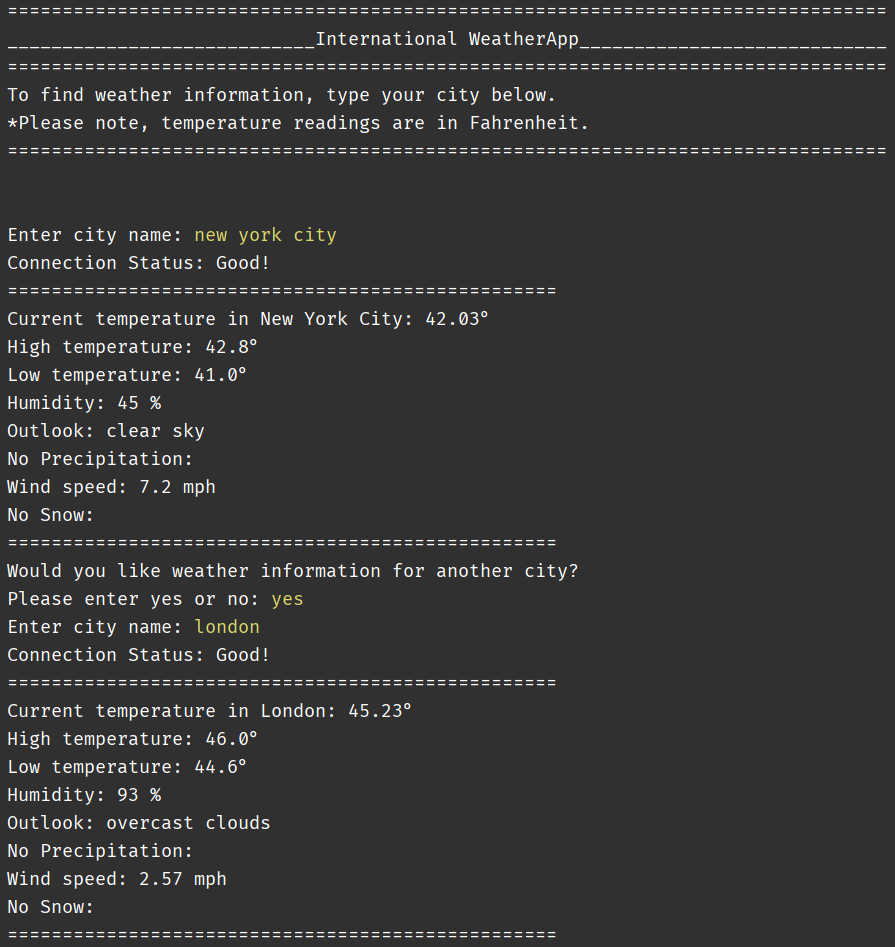 ================================================================================
____________________________International WeatherApp____________________________
================================================================================
To find weather information, type your city below.
*Please note, temperature readings are in Fahrenheit.
================================================================================
Enter city name: new york city
Connection Status: Good!
==================================================
Current temperature in New York City: 42.03°
High temperature: 42.8°
Low temperature: 41.0°
Humidity: 45 %
Outlook: clear sky
No Precipitation:
Wind speed: 7.2 mph
No Snow:
==================================================
Would you like weather information for another city?
Please enter yes or no: yes
Enter city name: london
Connection Status: Good!
==================================================
Current temperature in London: 45.23°
High temperature: 46.0°
Low temperature: 44.6°
Humidity: 93 %
Outlook: overcast clouds
No Precipitation:
Wind speed: 2.57 mph
No Snow:
==================================================